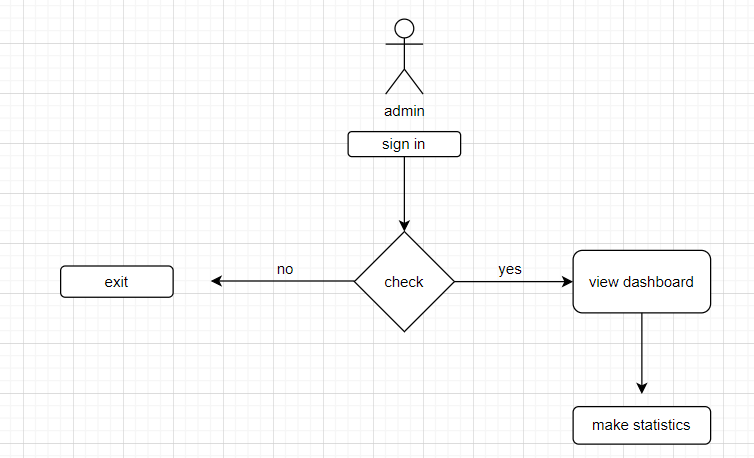 admin
sign in
no
yes
exit
check
view dashboard
make statistics